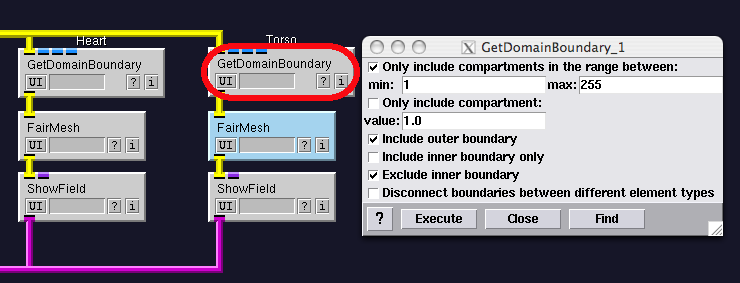 Heart
GetDomainBoundary
UI ? i
FairMesh
UI ? i
ShowField
UI ? i
Torso
GetDomainBoundary
UI ? i
FairMesh
UI ? i
ShowField
UI ? i
X GetDomainBoundary_1
Only include compartments in the range between:
min: 1 max: 255
Only include compartment:
value: 1.0
Include outer boundary
Include inner boundary only
Exclude inner boundary
Disconnect boundaries between different element types
? Execute Close Find